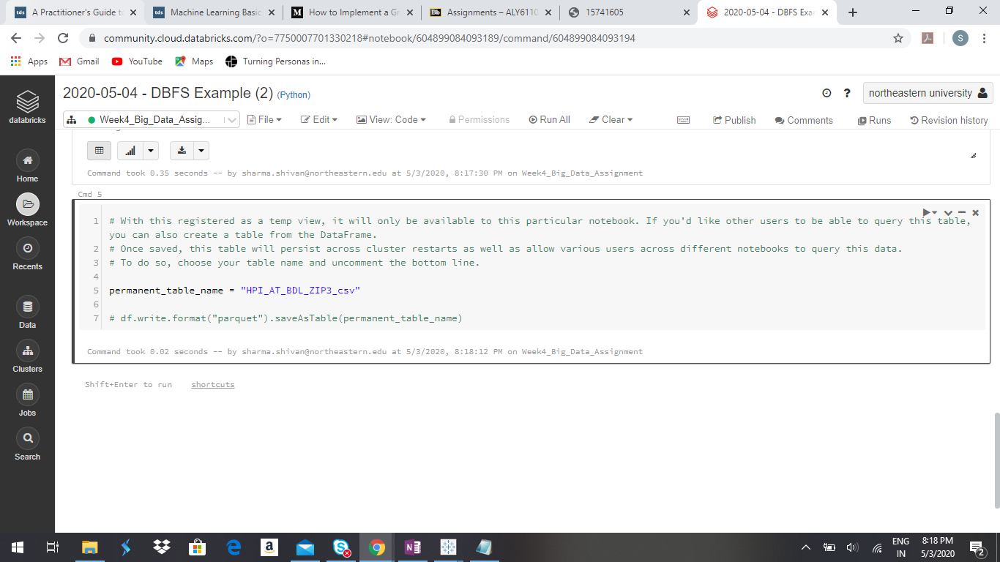 A Practitioner's Guide t
Machine Learning Basic
How to Implement a Gr
Assignments – ALY6110
15741605
2020-05-04 - DBFS Exar
community.cloud.databricks.com/?o=7750007701330218#notebook/604899084093189/command/604899084093194
S
Apps
Gmail
YouTube
Maps
Turning Personas in...
databricks
2020-05-04 - DBFS Example (2) (Python)
?
northeastern university
Week4_Big_Data_Assig...
File
Edit
View: Code
Permissions
Run All
Clear
Publish
Comments
Runs
Revision history
Home
Workspace
Recents
Data
Clusters
Jobs
Search
Command took 0.35 seconds -- by sharma.shivan@northeastern.edu at 5/3/2020, 8:17:30 PM on Week4_Big_Data_Assignment
Cmd 5
1 # With this registered as a temp view, it will only be available to this particular notebook. If you'd like other users to be able to query this table,
you can also create a table from the DataFrame.
2 # Once saved, this table will persist across cluster restarts as well as allow various users across different notebooks to query this data.
3 # To do so, choose your table name and uncomment the bottom line.
4
5 permanent_table_name = "HPI_AT_BDL_ZIP3_csv"
6
7 # df.write.format("parquet").saveAsTable(permanent_table_name)
Command took 0.02 seconds -- by sharma.shivan@northeastern.edu at 5/3/2020, 8:18:12 PM on Week4_Big_Data_Assignment
Shift+Enter to run shortcuts
ENG
IN
8:18 PM
5/3/2020
2